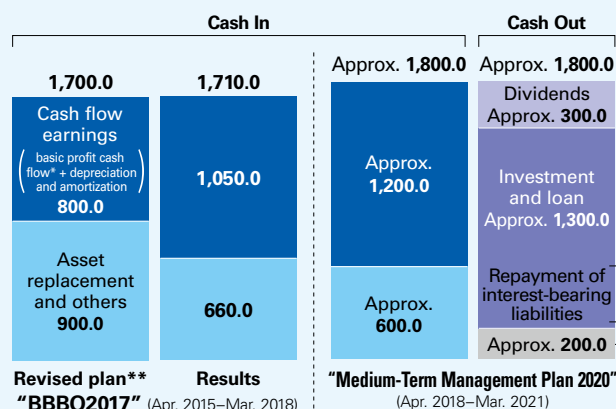 Cash In
Cash Out
1,700.0
1,710.0
Approx. 1,800.0
Approx. 1,800.0
Cash flow
earnings
(basic profit cash
flow* + depreciation
and amortization)
800.0
Asset
replacement
and others
900.0
1,050.0
660.0
Approx.
1,200.0
Approx.
600.0
Dividends
Approx. 300.0
Investment
and loan
Approx. 1,300.0
Repayment of
interest-bearing
liabilities
Approx. 200.0
Revised plan**
"BBBO2017" (Apr. 2015–Mar. 2018)
Results
"Medium-Term Management Plan 2020"
(Apr. 2018–Mar. 2021)